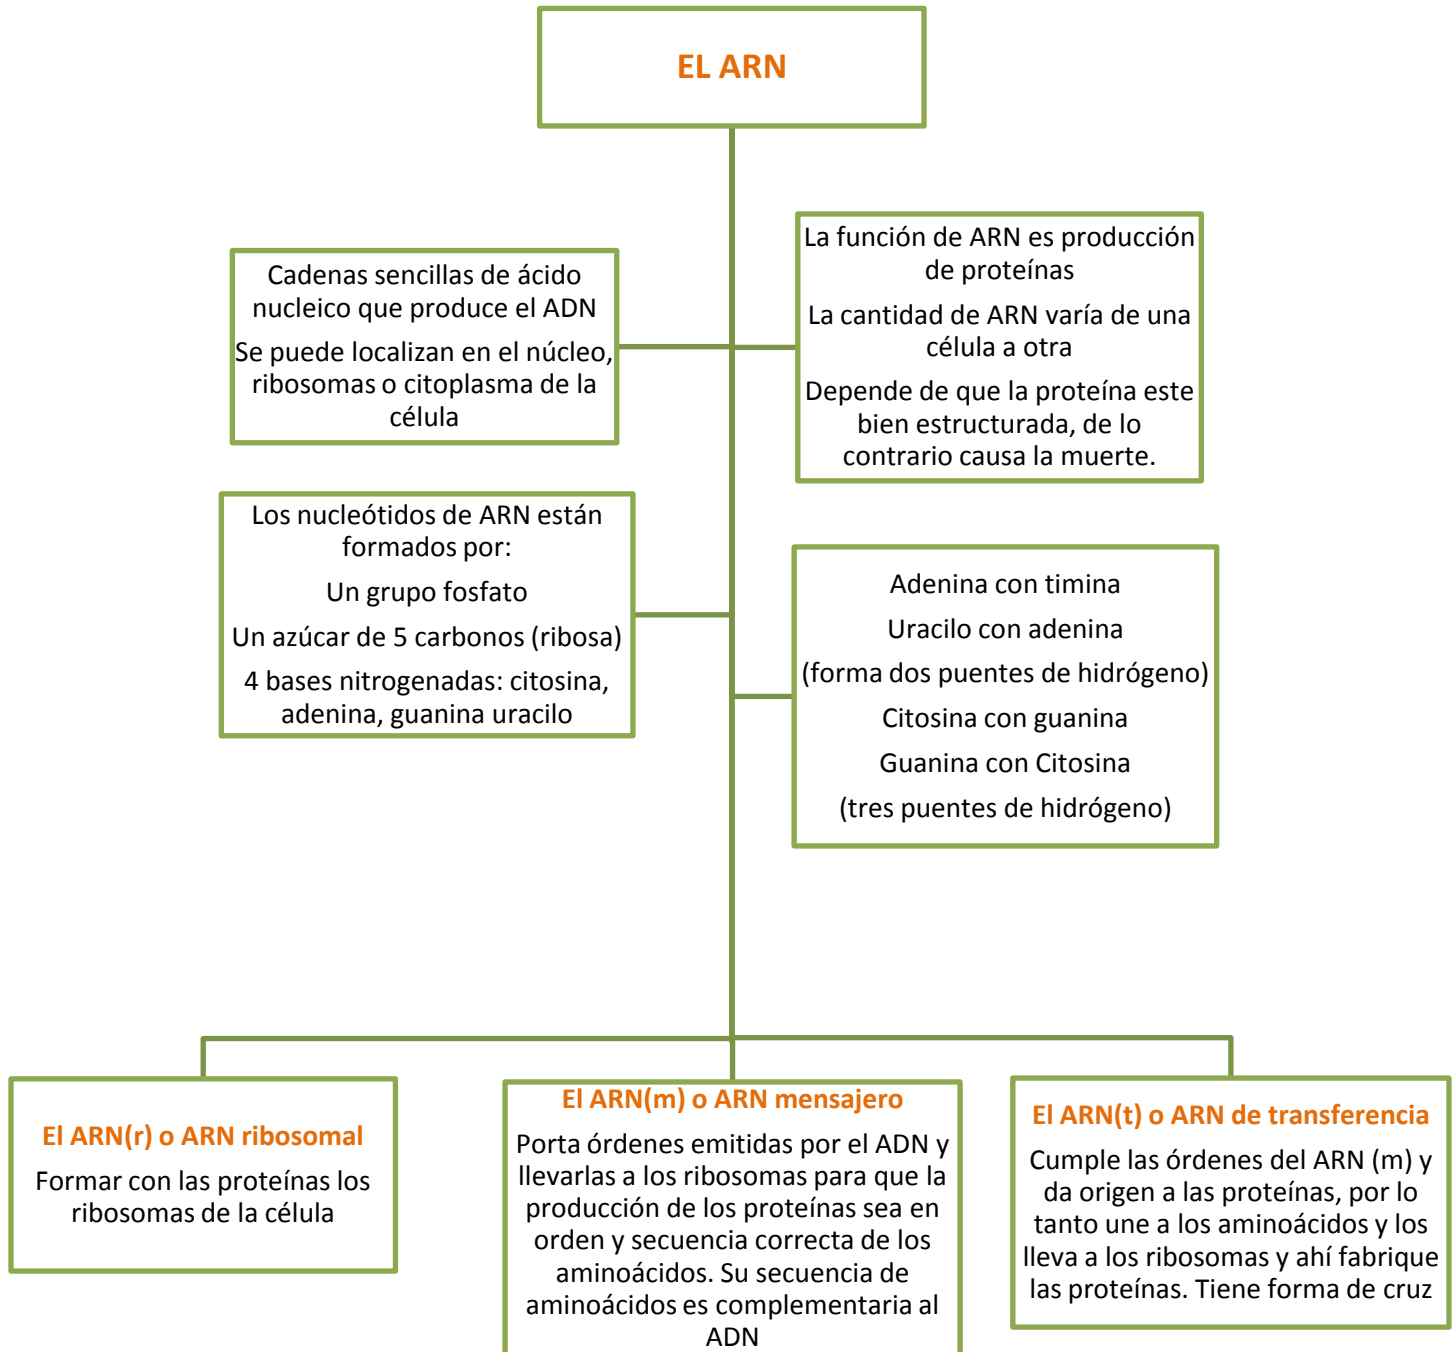 EL ARN
Cadenas sencillas de ácido
nucleico que produce el ADN
Se puede localizan en el núcleo,
ribosomas o citoplasma de la
célula
La función de ARN es producción
de proteínas
La cantidad de ARN varía de una
célula a otra
Depende de que la proteína este
bien estructurada, de lo
contrario causa la muerte.
Los nucleótidos de ARN están
formados por:
Un grupo fosfato
Un azúcar de 5 carbonos (ribosa)
4 bases nitrogenadas: citosina,
adenina, guanina uracilo
Adenina con timina
Uracilo con adenina
(forma dos puentes de hidrógeno)
Citosina con guanina
Guanina con Citosina
(tres puentes de hidrógeno)
El ARN(r) o ARN ribosomal
Formar con las proteínas los
ribosomas de la célula
El ARN(m) o ARN mensajero
Porta órdenes emitidas por el ADN y
llevarlas a los ribosomas para que la
producción de los proteínas sea en
orden y secuencia correcta de los
aminoácidos. Su secuencia de
aminoácidos es complementaria al
ADN
El ARN(t) o ARN de transferencia
Cumple las órdenes del ARN (m) y
da origen a las proteínas, por lo
tanto une a los aminoácidos y los
lleva a los ribosomas y ahí fabrique
las proteínas. Tiene forma de cruz